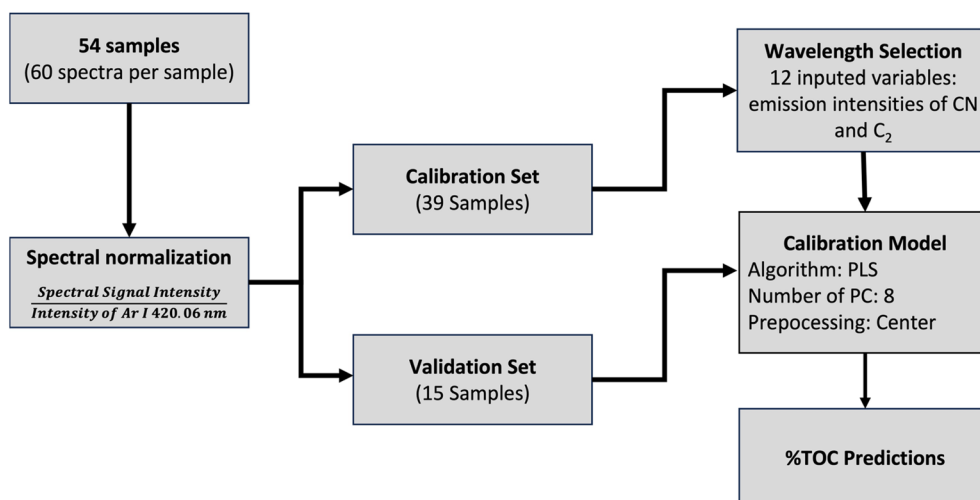 54 samples
(60 spectra per sample)
Spectral normalization
Spectral Signal Intensity
Intensity of Ar I 420.06 nm
Calibration Set
(39 Samples)
Validation Set
(15 Samples)
Wavelength Selection
12 inputed variables:
emission intensities of CN
and C₂
Calibration Model
Algorithm: PLS
Number of PC: 8
Prepocessing: Center
%TOC Predictions